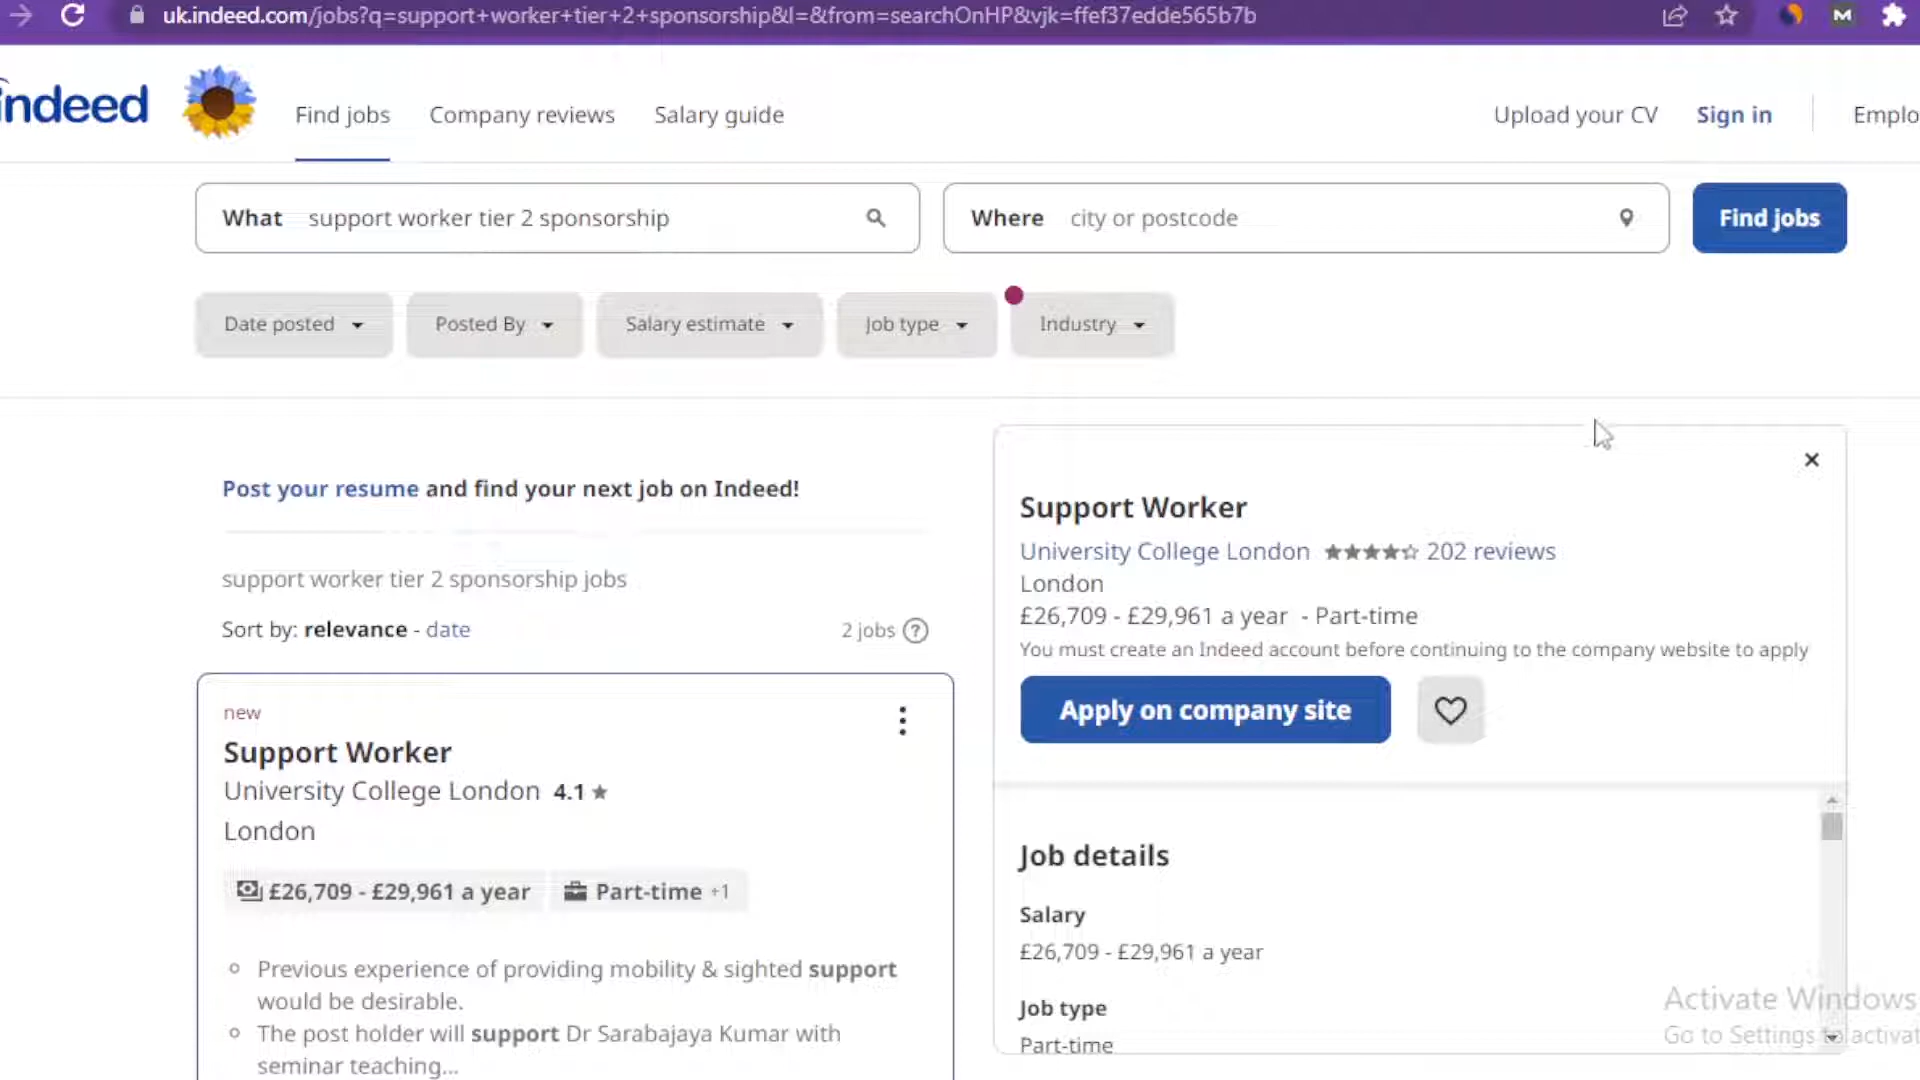 uk.indeed.com/jobs?q=support+worker+tier+2+sponsorship&l=&from=searchOnHP&vjk=ffef37edde565b7b
indeed
Find jobs
Company reviews
Salary guide
Upload your CV
Sign in
Emplo
What support worker tier 2 sponsorship
Where city or postcode
Find jobs
Date posted
Posted By
Salary estimate
Job type
Industry
Post your resume and find your next job on Indeed!
support worker tier 2 sponsorship jobs
Sort by: relevance - date
2 jobs ?
new
Support Worker
University College London 4.1
London
£26,709 - £29,961 a year
Part-time +1
Previous experience of providing mobility & sighted support
would be desirable.
The post holder will support Dr Sarabajaya Kumar with
seminar teaching...
Support Worker
University College London 202 reviews
London
£26,709 - £29,961 a year - Part-time
You must create an Indeed account before continuing to the company website to apply
Apply on company site
Job details
Salary
£26,709 - £29,961 a year
Job type
Part-time
Activate Windows
Go to Settings to activat